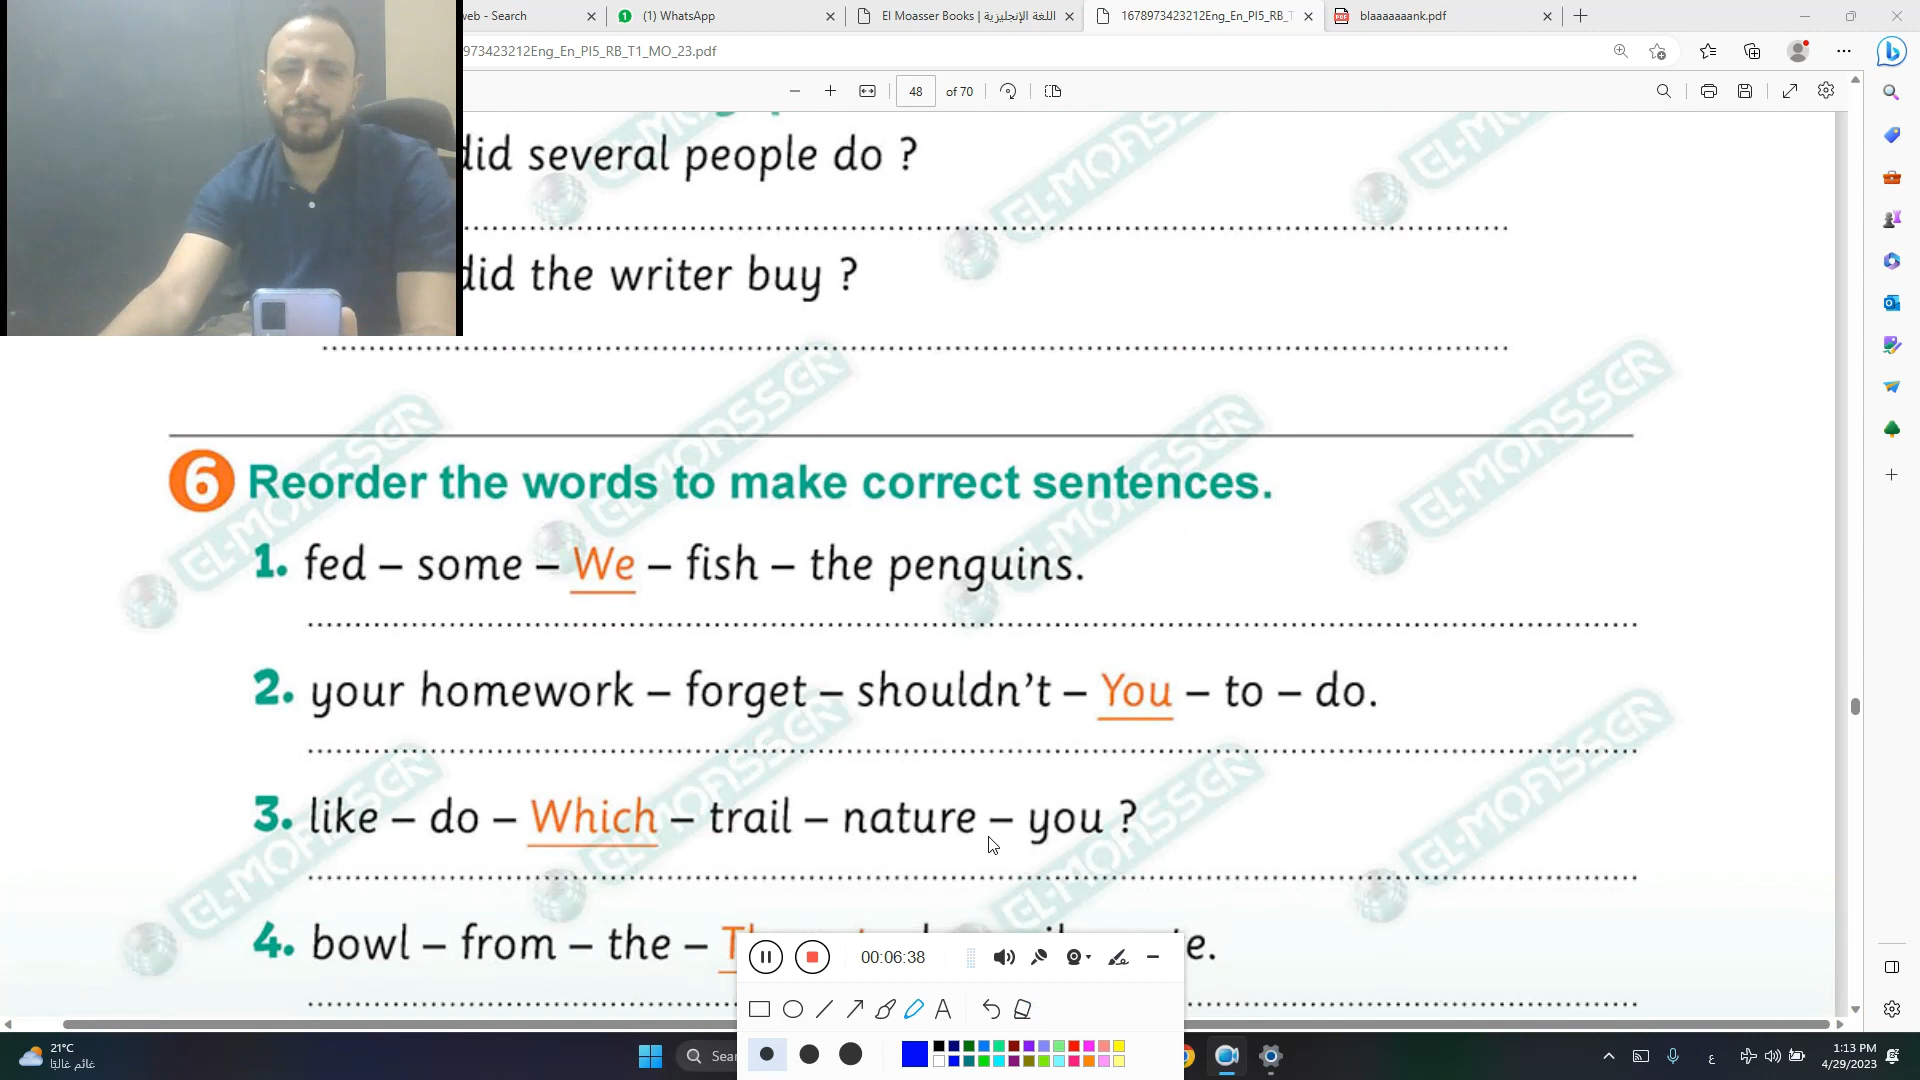 web - Search
(1) WhatsApp
El Moasser Books | اللغة الإنجليزية
1678973423212Eng_En_PI5_RB_T
blaaaaaank.pdf
973423212Eng_En_PI5_RB_T1_MO_23.pdf
48 of 70
did several people do ?
did the writer buy ?
6 Reorder the words to make correct sentences.
1. fed – some – We – fish – the penguins.
2. your homework – forget – shouldn't – You – to – do.
3. like – do – Which – trail – nature – you ?
4. bowl – from – the –
EL-MOASSER
00:06:38
A
21°C
غائم غالبًا
Sear
ع
1:13 PM
4/29/2023